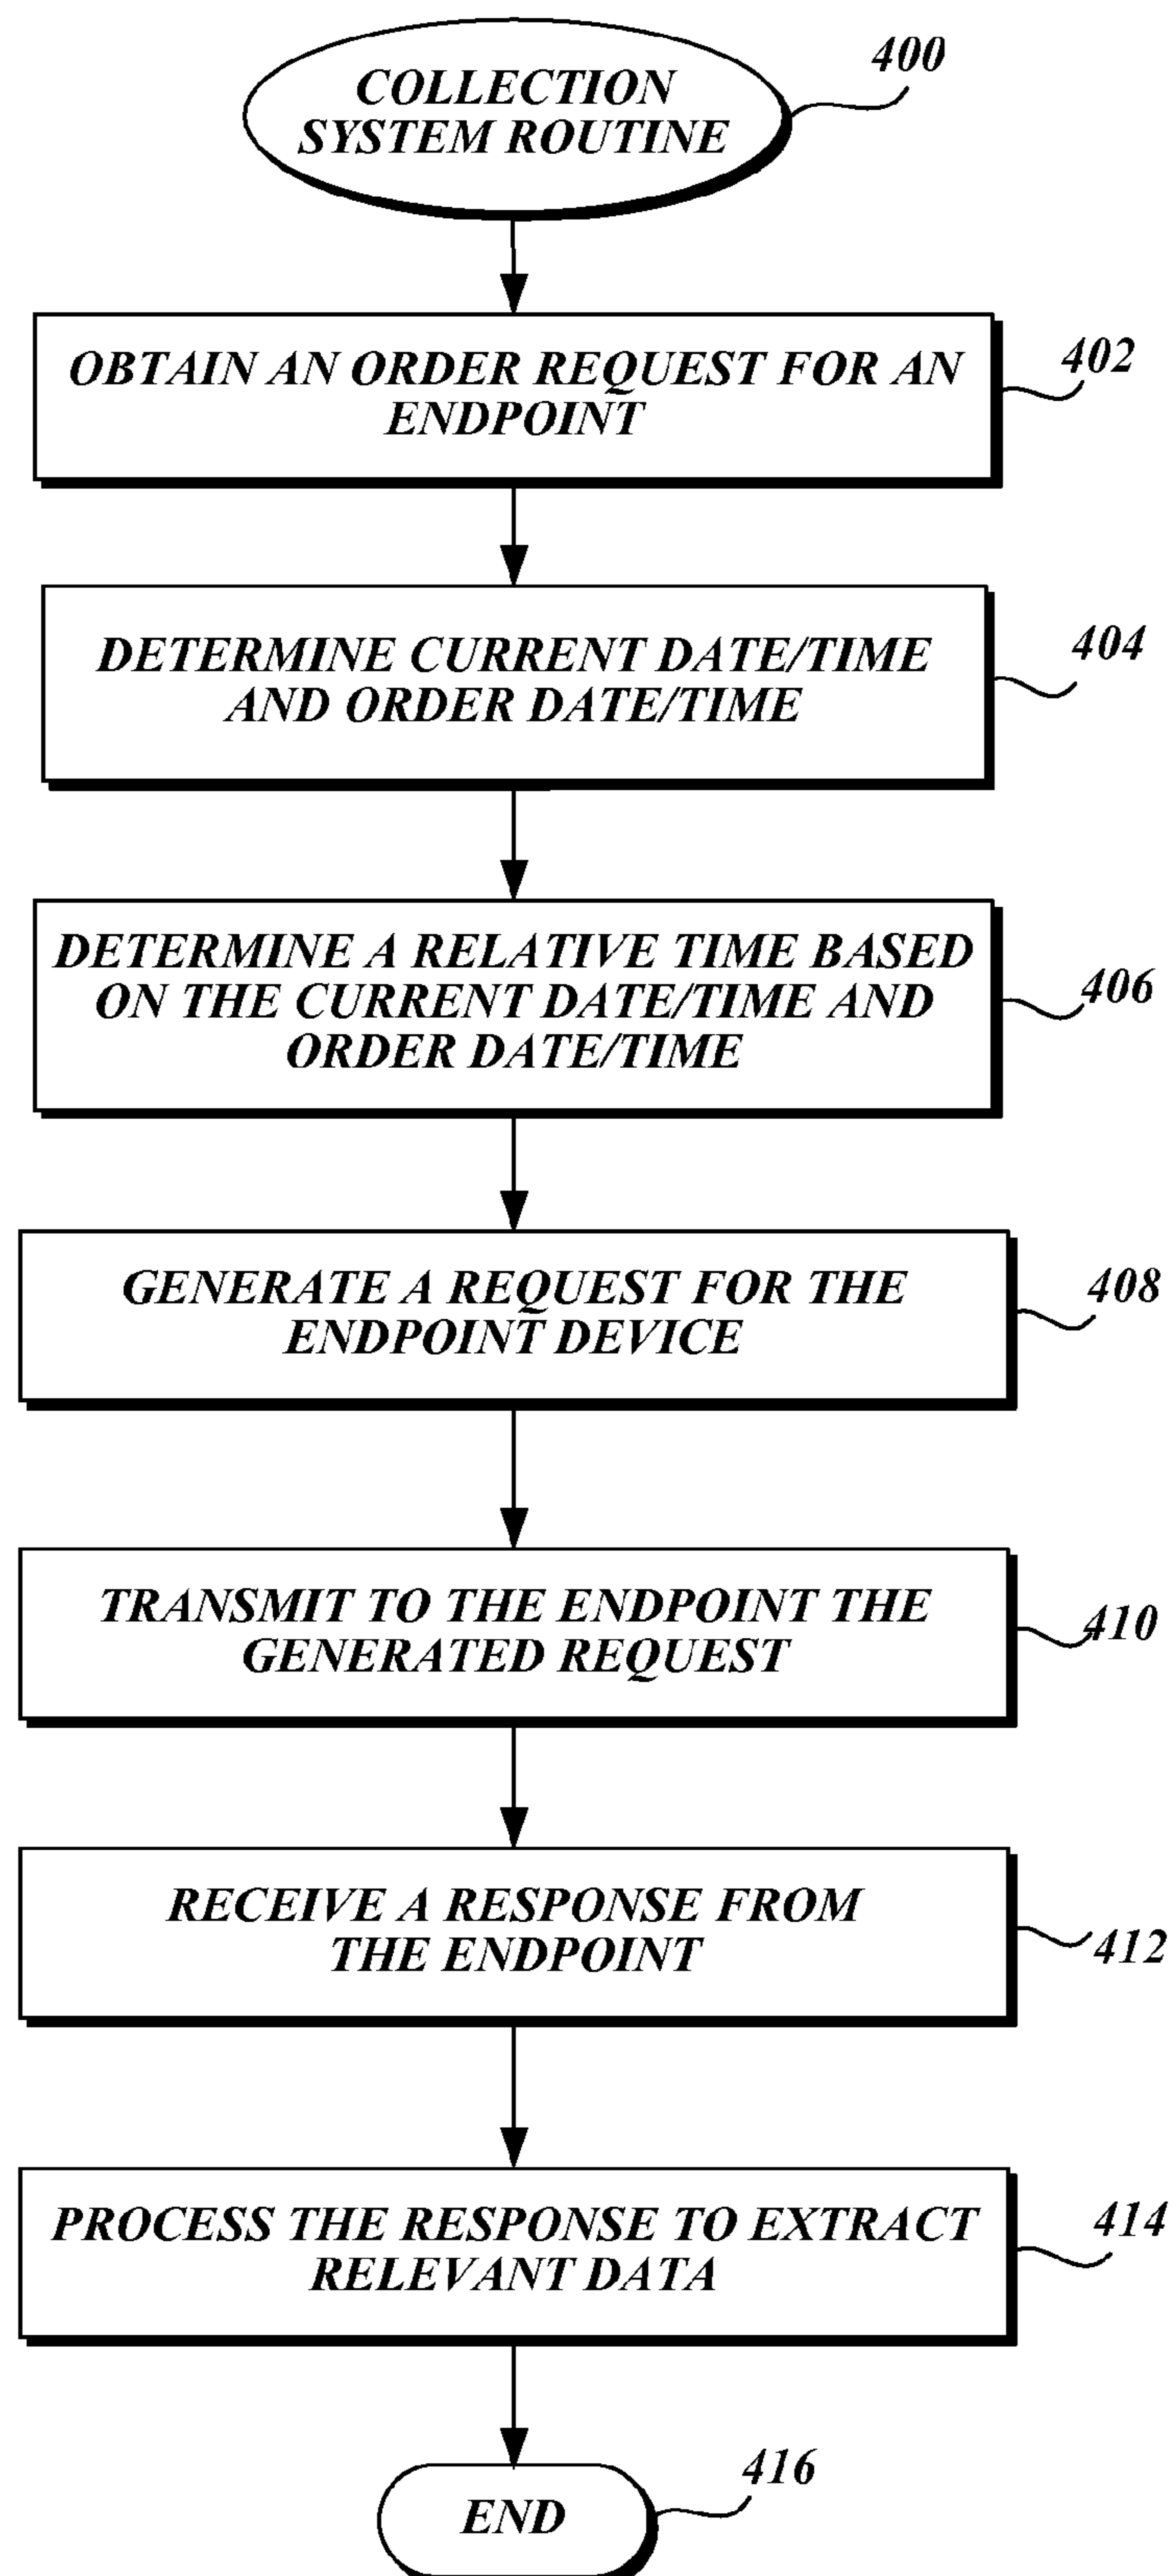 COLLECTION
SYSTEM ROUTINE
400
OBTAIN AN ORDER REQUEST FOR AN
ENDPOINT
402
DETERMINE CURRENT DATE/TIME
AND ORDER DATE/TIME
404
DETERMINE A RELATIVE TIME BASED
ON THE CURRENT DATE/TIME AND
ORDER DATE/TIME
406
GENERATE A REQUEST FOR THE
ENDPOINT DEVICE
408
TRANSMIT TO THE ENDPOINT THE
GENERATED REQUEST
410
RECEIVE A RESPONSE FROM
THE ENDPOINT
412
PROCESS THE RESPONSE TO EXTRACT
RELEVANT DATA
414
END
416